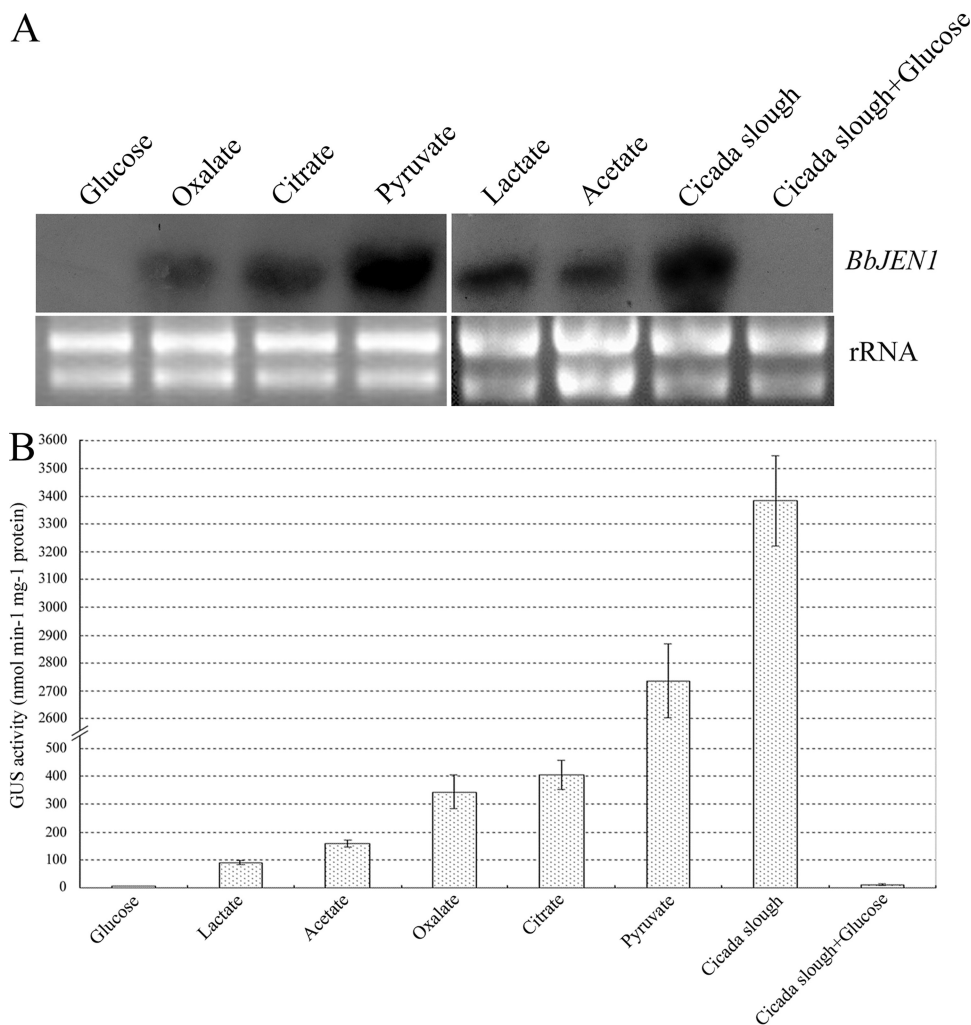 A
Glucose
Oxalate
Citrate
Pyruvate
Lactate
Acetate
Cicada slough
Cicada slough+Glucose
BbJEN1
rRNA
B
GUS activity (nmol min-1 mg-1 protein)
3600
3500
3400
3300
3200
3100
3000
2900
2800
2700
2600
500
400
300
200
100
0
Glucose
Lactate
Acetate
Oxalate
Citrate
Pyruvate
Cicada slough
Cicada slough+Glucose